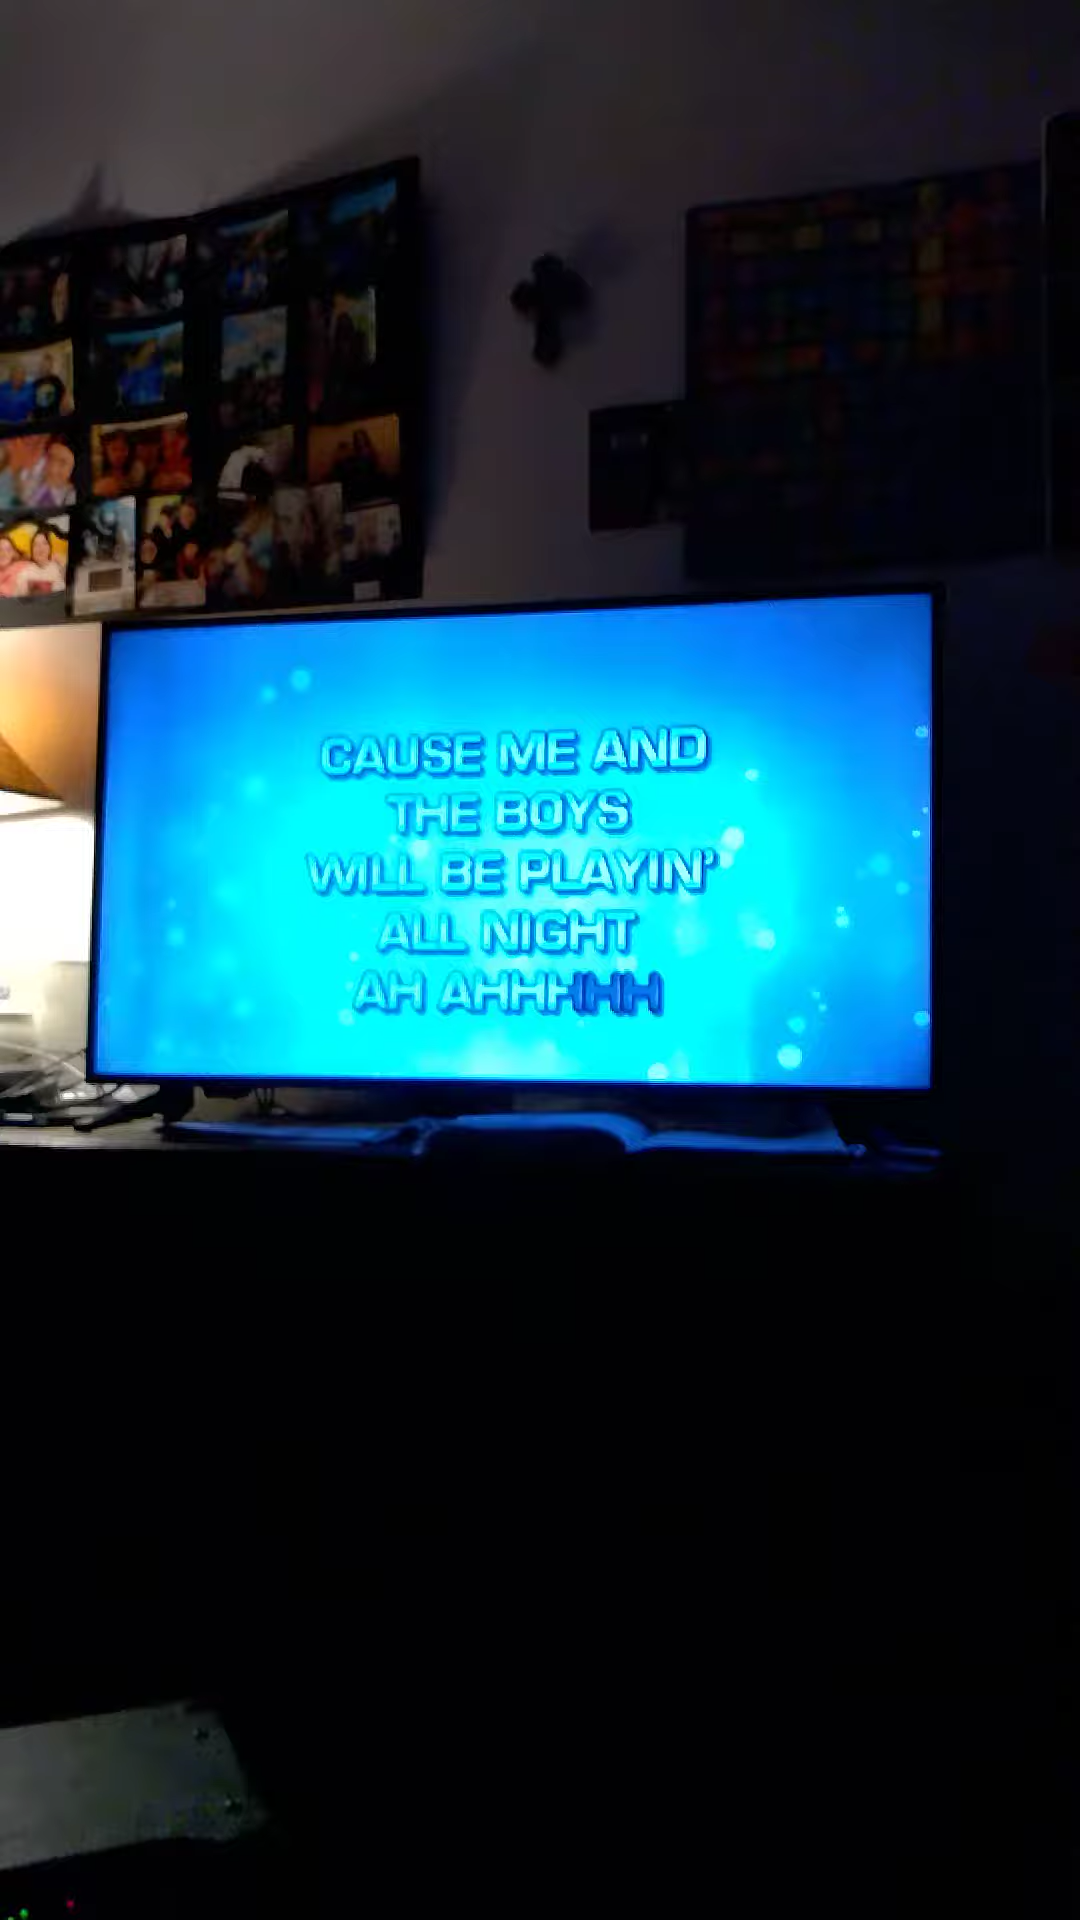 CAUSE ME AND
THE BOYS
WILL BE PLAYIN'
ALL NIGHT
AH AHHHHH